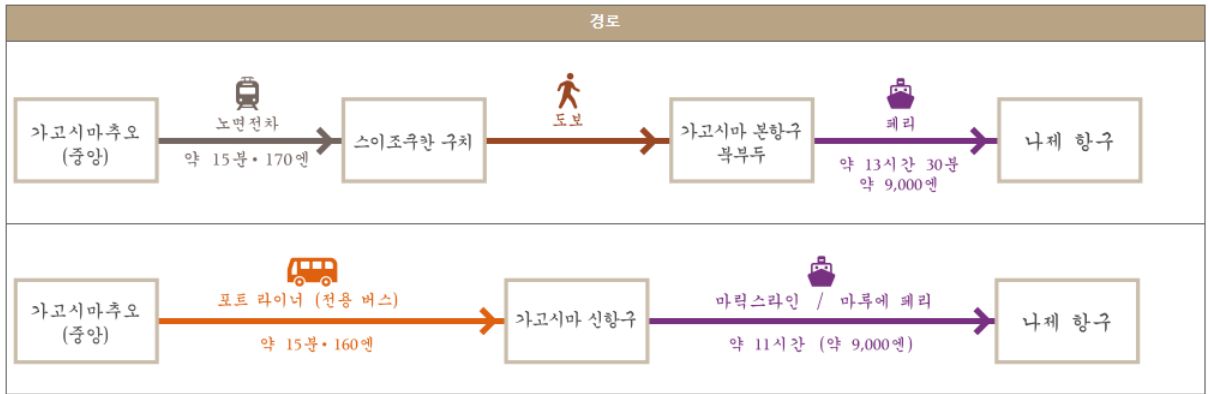 경로
노면전차
도보
페리
가고시마추오
(중앙)
스이조쿠칸 구치
가고시마 본항구
북부두
나제 항구
약 15분• 170엔
약 13시간 30분
약 9,000엔
포트 라이너 (전용 버스)
마릭스라인 / 마루에 페리
가고시마추오
(중앙)
가고시마 신항구
나제 항구
약 15분• 160엔
약 11시간 (약 9,000엔)